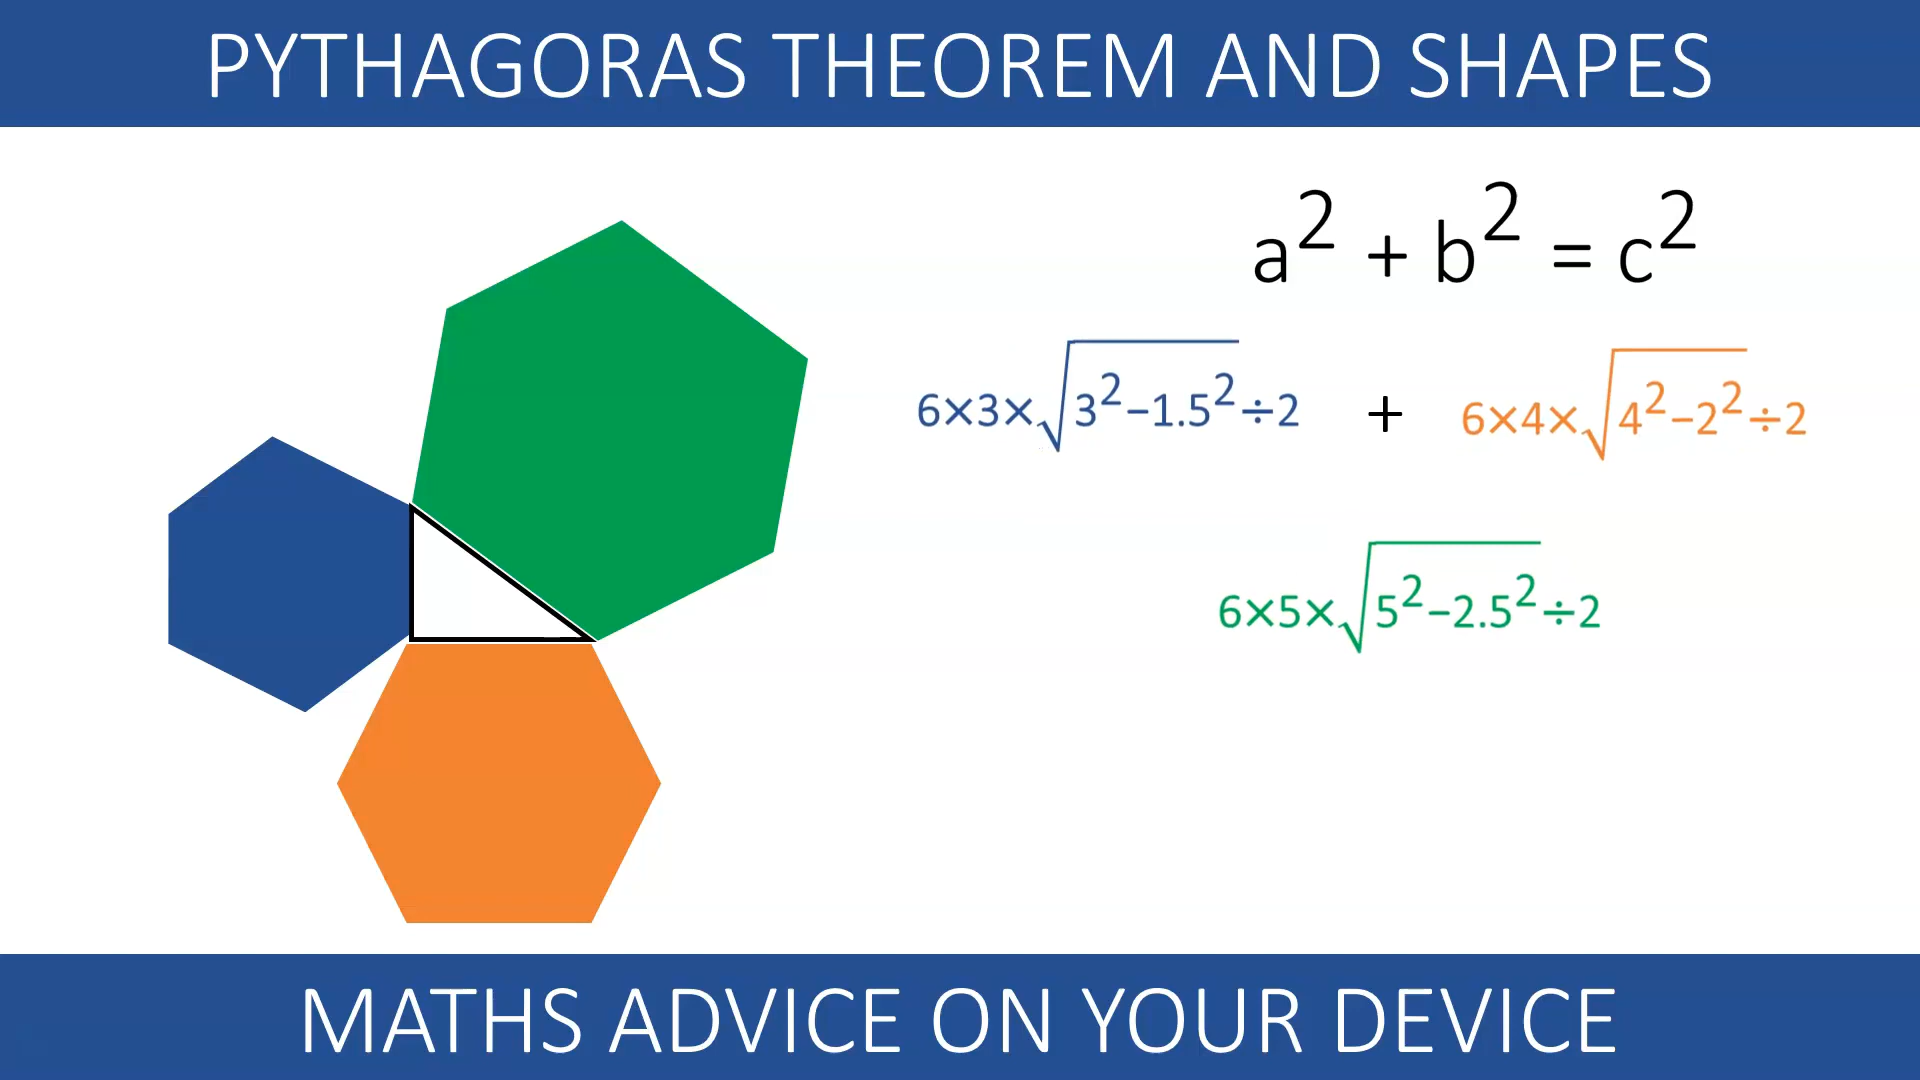 PYTHAGORAS THEOREM AND SHAPES
a² + b² = c²
6×3×√3²−1.5²÷2 + 6×4×√4²−2²÷2
6×5×√5²−2.5²÷2
MATHS ADVICE ON YOUR DEVICE